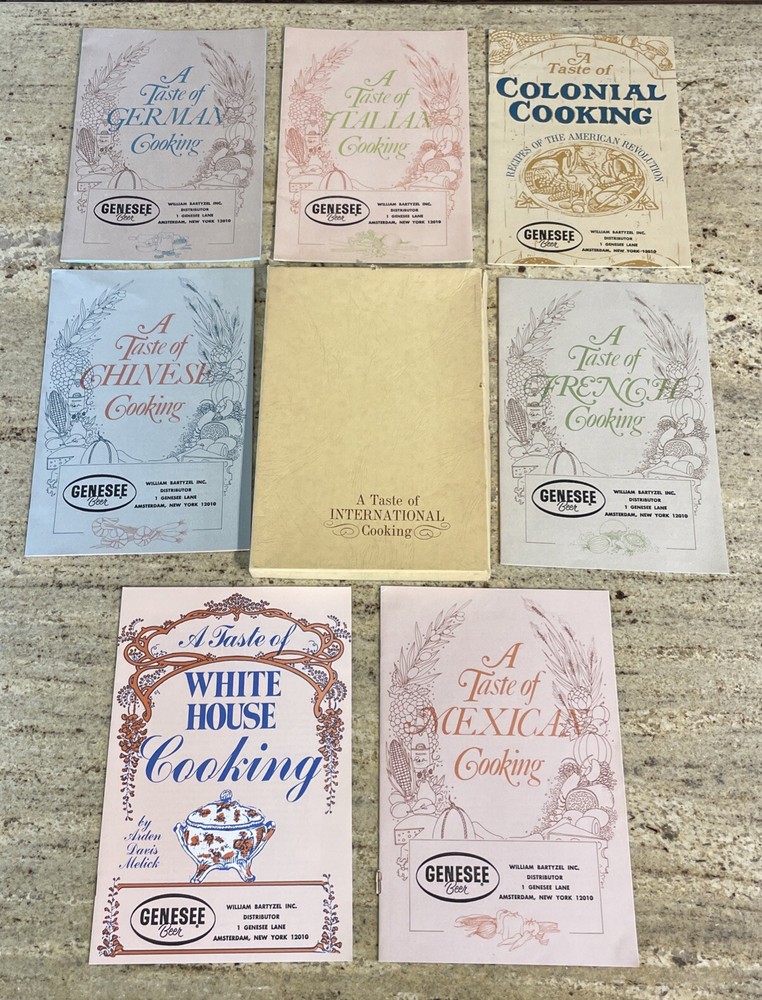 A
Taste of
GERMAN
Cooking
GENESEE
Beer
WILLIAM BARTYZEL INC.
DISTRIBUTOR
1 GENESEE LANE
AMSTERDAM, NEW YORK 12010
A
Taste of
ITALIAN
Cooking
GENESEE
Beer
WILLIAM BARTYZEL INC.
DISTRIBUTOR
1 GENESEE LANE
AMSTERDAM, NEW YORK 12010
A
Taste of
COLONIAL
COOKING
RECIPES OF THE AMERICAN REVOLUTION
GENESEE
Beer
WILLIAM BARTYZEL INC.
DISTRIBUTOR
1 GENESEE LANE
AMSTERDAM, NEW YORK 12010
A
Taste of
CHINESE
Cooking
GENESEE
Beer
WILLIAM BARTYZEL INC.
DISTRIBUTOR
1 GENESEE LANE
AMSTERDAM, NEW YORK 12010
A Taste of
INTERNATIONAL
Cooking
A
Taste of
FRENCH
Cooking
GENESEE
Beer
WILLIAM BARTYZEL INC.
DISTRIBUTOR
1 GENESEE LANE
AMSTERDAM, NEW YORK 12010
A Taste of
WHITE
HOUSE
Cooking
by
Arden
Davis
Melick
GENESEE
Beer
WILLIAM BARTYZEL INC.
DISTRIBUTOR
1 GENESEE LANE
AMSTERDAM, NEW YORK 12010
A
Taste of
MEXICAN
Cooking
GENESEE
Beer
WILLIAM BARTYZEL INC.
DISTRIBUTOR
1 GENESEE LANE
AMSTERDAM, NEW YORK 12010